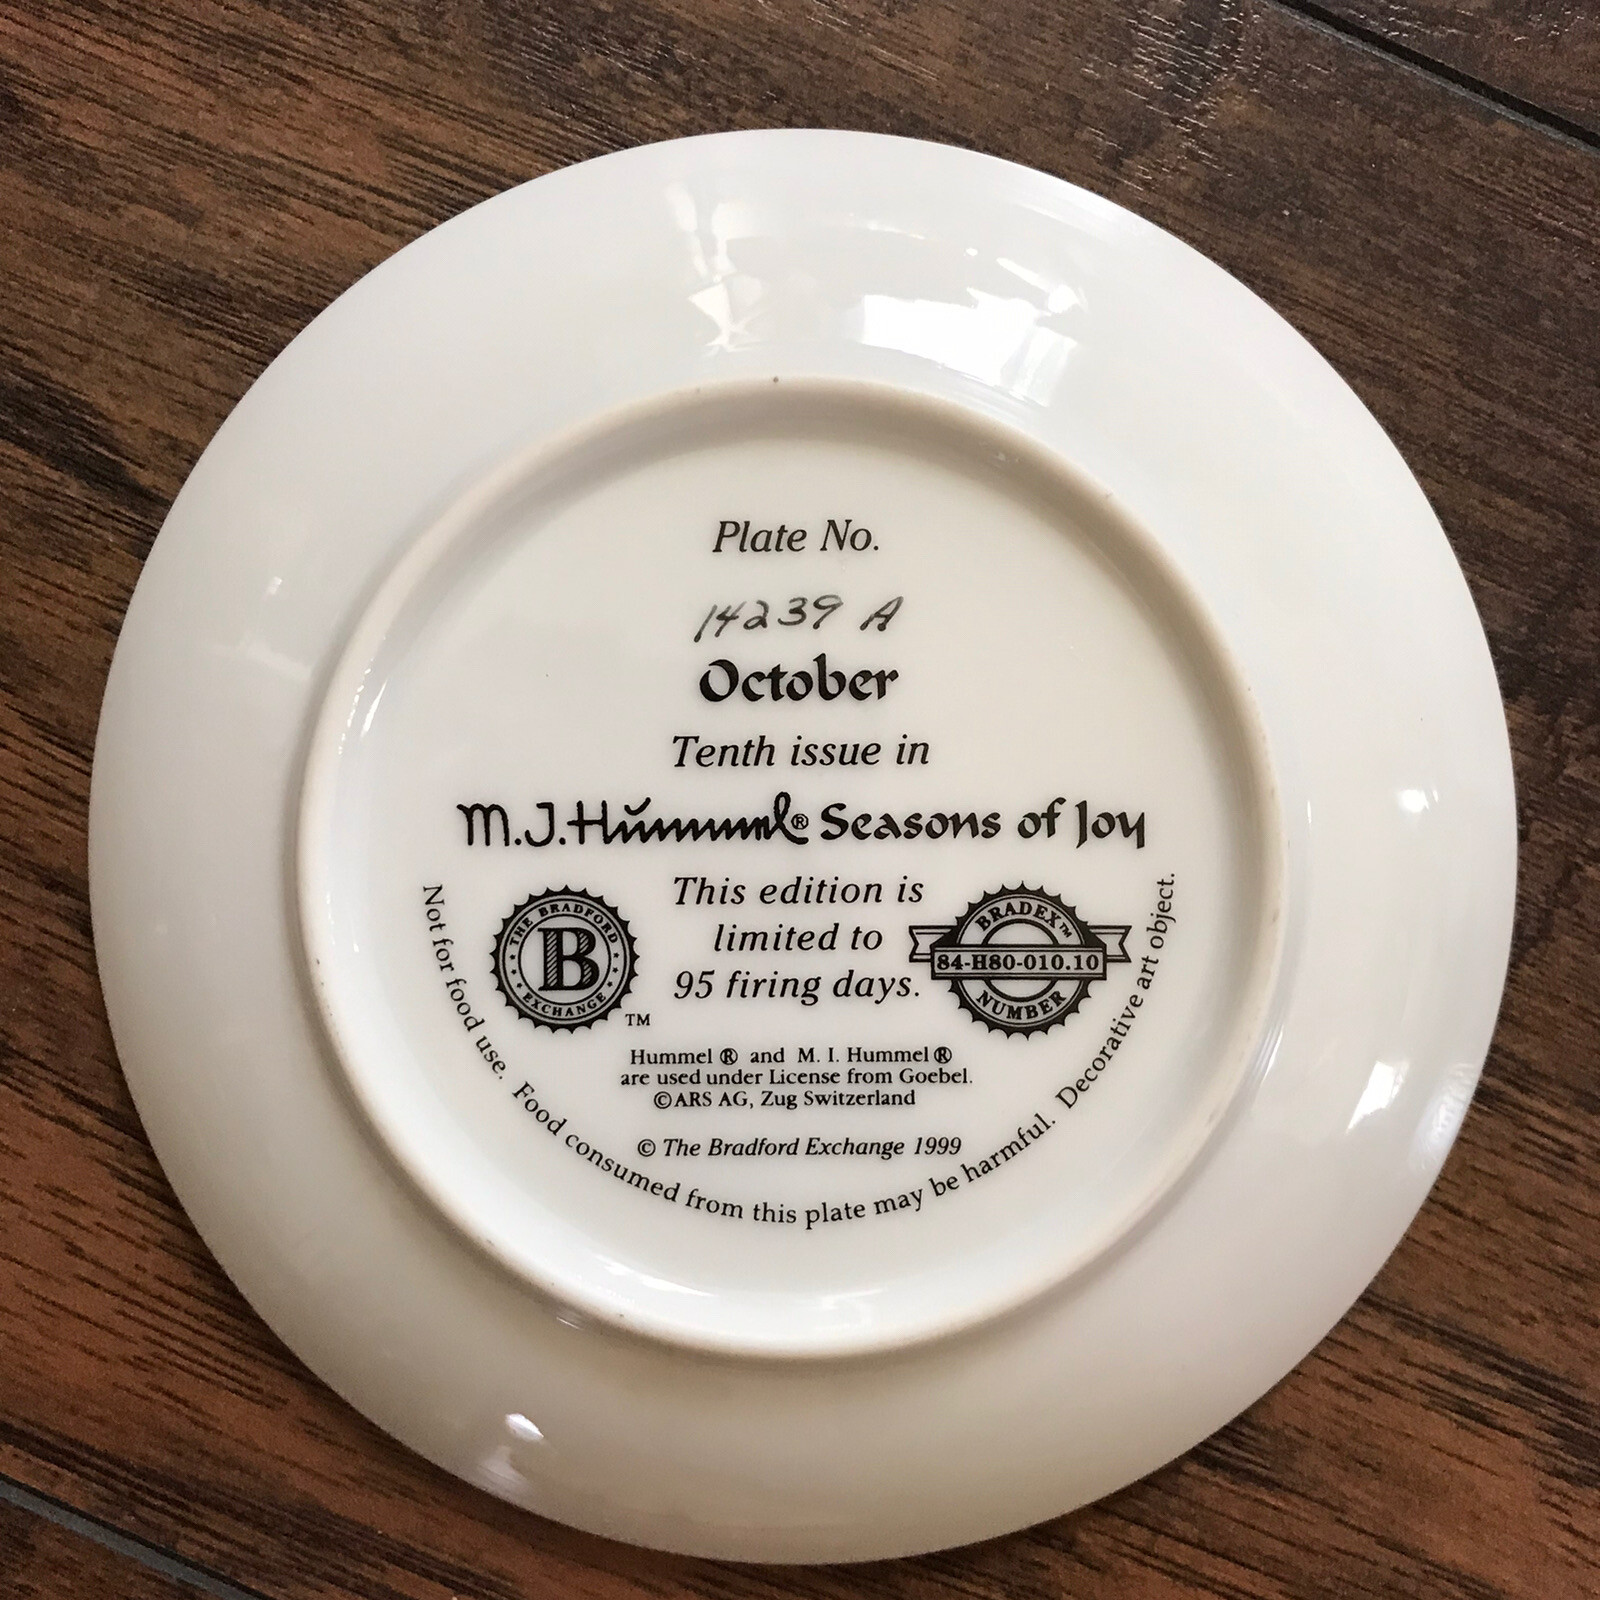 Plate No.
14239 A
October
Tenth issue in
M.J. Hummel® Seasons of Joy
This edition is
limited to
95 firing days.
THE BRADFORD
B
EXCHANGE
TM
BRADEX™
84-H80-010.10
NUMBER
Hummel ® and M. I. Hummel ®
are used under License from Goebel.
© ARS AG, Zug Switzerland
© The Bradford Exchange 1999
Not for food use. Food consumed from this plate may be harmful. Decorative art object.